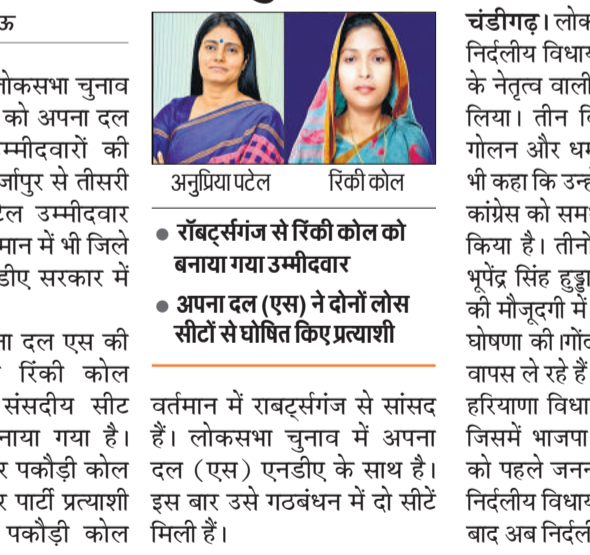 ऊ
लोकसभा चुनाव
को अपना दल
म्मीदवारों की
र्जापुर से तीसरी
उम्मीदवार
मान में भी जिले
डीए सरकार में
दल एस की
रिंकी कोल
संसदीय सीट
नाया गया है।
र पकौड़ी कोल
र पार्टी प्रत्याशी
पकौड़ी कोल
अनुप्रिया पटेल
रिंकी कोल
● रॉबर्ट्सगंज से रिंकी कोल को
बनाया गया उम्मीदवार
● अपना दल (एस) ने दोनों लोस
सीटों से घोषित किए प्रत्याशी
वर्तमान में राबर्ट्सगंज से सांसद
हैं। लोकसभा चुनाव में अपना
दल (एस) एनडीए के साथ है।
इस बार उसे गठबंधन में दो सीटें
मिली हैं।
चंडीगढ़। लोक
निर्दलीय विधाय
के नेतृत्व वाली
लिया। तीन वि
गोलन और धर्म
भी कहा कि उन्हो
कांग्रेस को सम
किया है। तीनों
भूपेंद्र सिंह हुड्डा
की मौजूदगी में
घोषणा की।गोंद
वापस ले रहे हैं
हरियाणा विधा
जिसमें भाजपा
को पहले जनन
निर्दलीय विधाय
बाद अब निर्दली